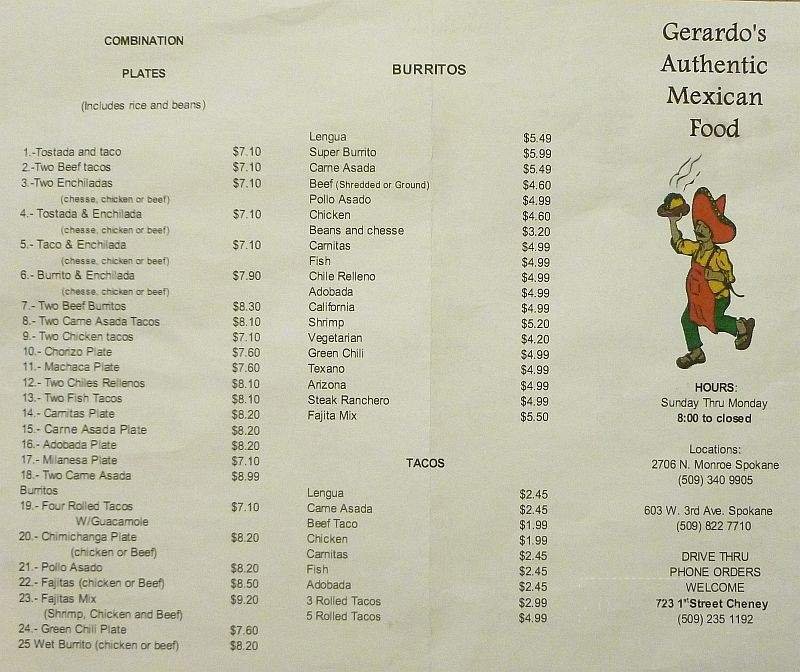 COMBINATION
PLATES
(Includes rice and beans)
1.-Tostada and taco $7.10
2.-Two Beef tacos $7.10
3.-Two Enchiladas $7.10
(chesse, chicken or beef)
4.- Tostada & Enchilada $7.10
(chesse, chicken or beef)
5.- Taco & Enchilada $7.10
(chesse, chicken or beef)
6.- Burrito & Enchilada $7.90
(chesse, chicken or beef)
7.- Two Beef Burritos $8.30
8.- Two Carne Asada Tacos $8.10
9.- Two Chicken tacos $7.10
10.- Chorizo Plate $7.60
11.- Machaca Plate $7.60
12.- Two Chiles Rellenos $8.10
13.- Two Fish Tacos $8.10
14.- Carnitas Plate $8.20
15.- Carne Asada Plate $8.20
16.- Adobada Plate $8.20
17.- Milanesa Plate $7.10
18.- Two Carne Asada $8.99
Burritos
19.- Four Rolled Tacos $7.10
W/Guacamole
20.- Chimichanga Plate $8.20
(chicken or Beef)
21.- Pollo Asado $8.20
22.- Fajitas (chicken or Beef) $8.50
23.- Fajitas Mix $9.20
(Shrimp, Chicken and Beef)
24.- Green Chili Plate $7.60
25 Wet Burrito (chicken or beef) $8.20
BURRITOS
Lengua $5.49
Super Burrito $5.99
Carne Asada $5.49
Beef (Shredded or Ground) $4.60
Pollo Asado $4.99
Chicken $4.60
Beans and chesse $3.20
Carnitas $4.99
Fish $4.99
Chile Relleno $4.99
Adobada $4.99
California $4.99
Shrimp $5.20
Vegetarian $4.20
Green Chili $4.99
Texano $4.99
Arizona $4.99
Steak Ranchero $4.99
Fajita Mix $5.50
TACOS
Lengua $2.45
Carne Asada $2.45
Beef Taco $1.99
Chicken $1.99
Carnitas $2.45
Fish $2.45
Adobada $2.45
3 Rolled Tacos $2.99
5 Rolled Tacos $4.99
Gerardo's
Authentic
Mexican
Food
HOURS:
Sunday Thru Monday
8:00 to closed
Locations:
2706 N. Monroe Spokane
(509) 340 9905
603 W. 3rd Ave. Spokane
(509) 822 7710
DRIVE THRU
PHONE ORDERS
WELCOME
723 1st Street Cheney
(509) 235 1192